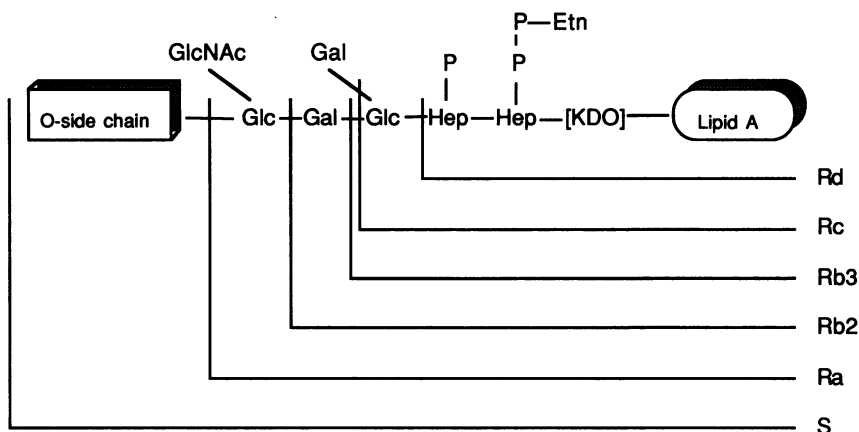 P—Etn
GlcNAc Gal P P
O-side chain Glc Gal Glc Hep Hep [KDO] Lipid A
Rd
Rc
Rb3
Rb2
Ra
S